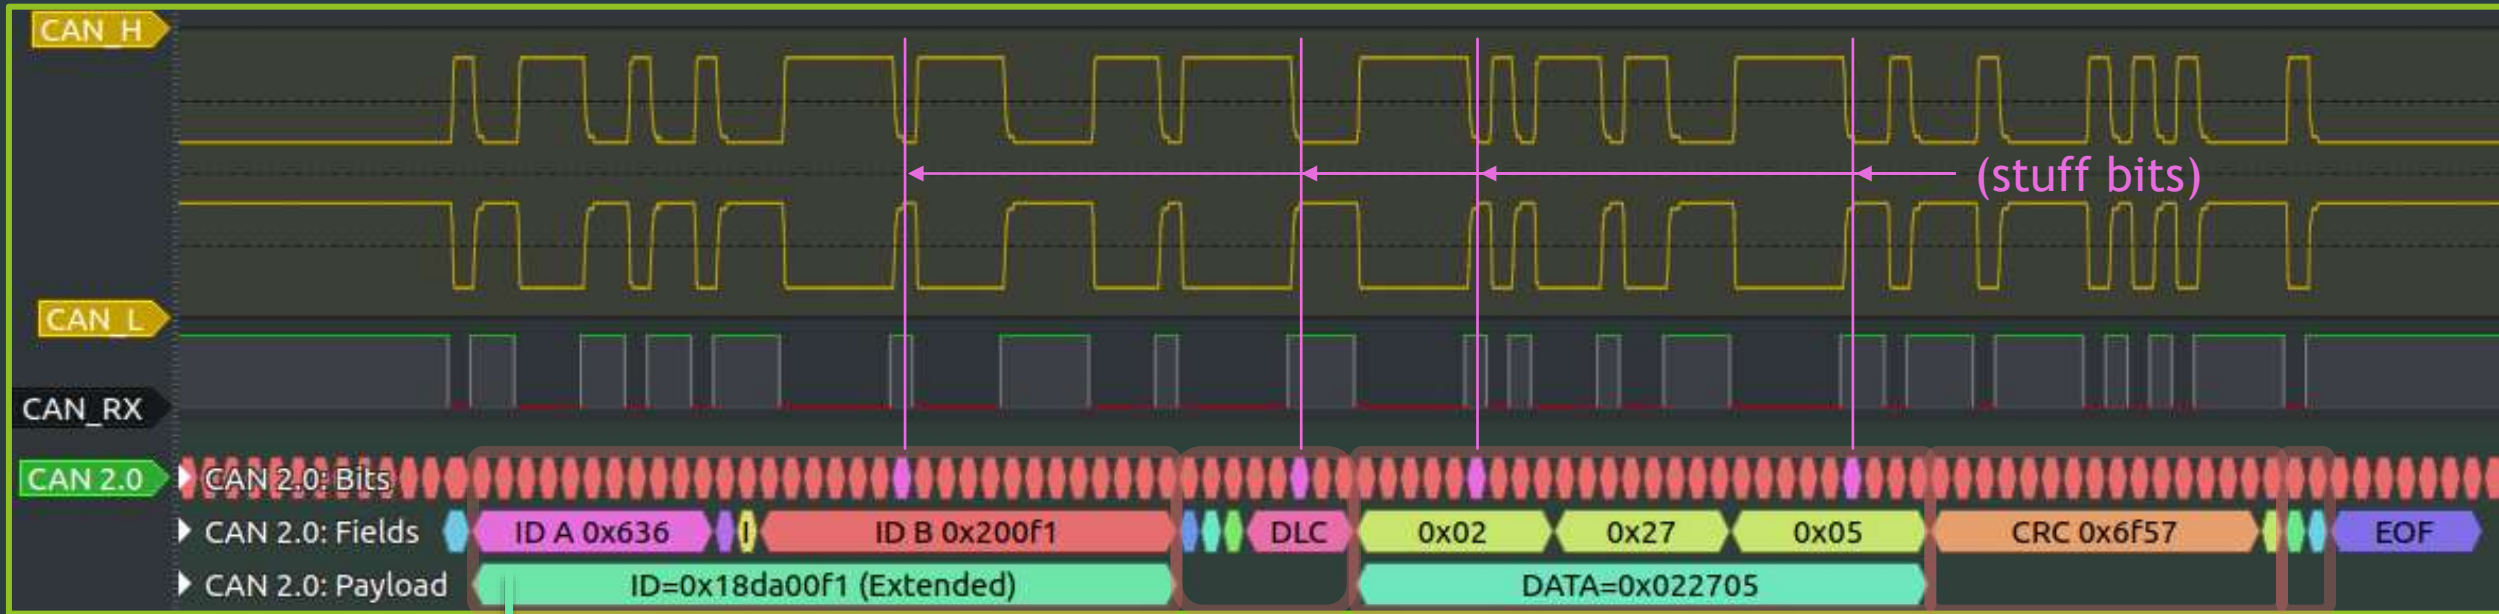 CAN_H
(stuff bits)
CAN_L
CAN_RX
CAN 2.0 CAN 2.0: Bits
CAN 2.0: Fields ID A 0x636 I ID B 0x200f1 DLC 0x02 0x27 0x05 CRC 0x6f57 EOF
CAN 2.0: Payload ID=0x18da00f1 (Extended) DATA=0x022705